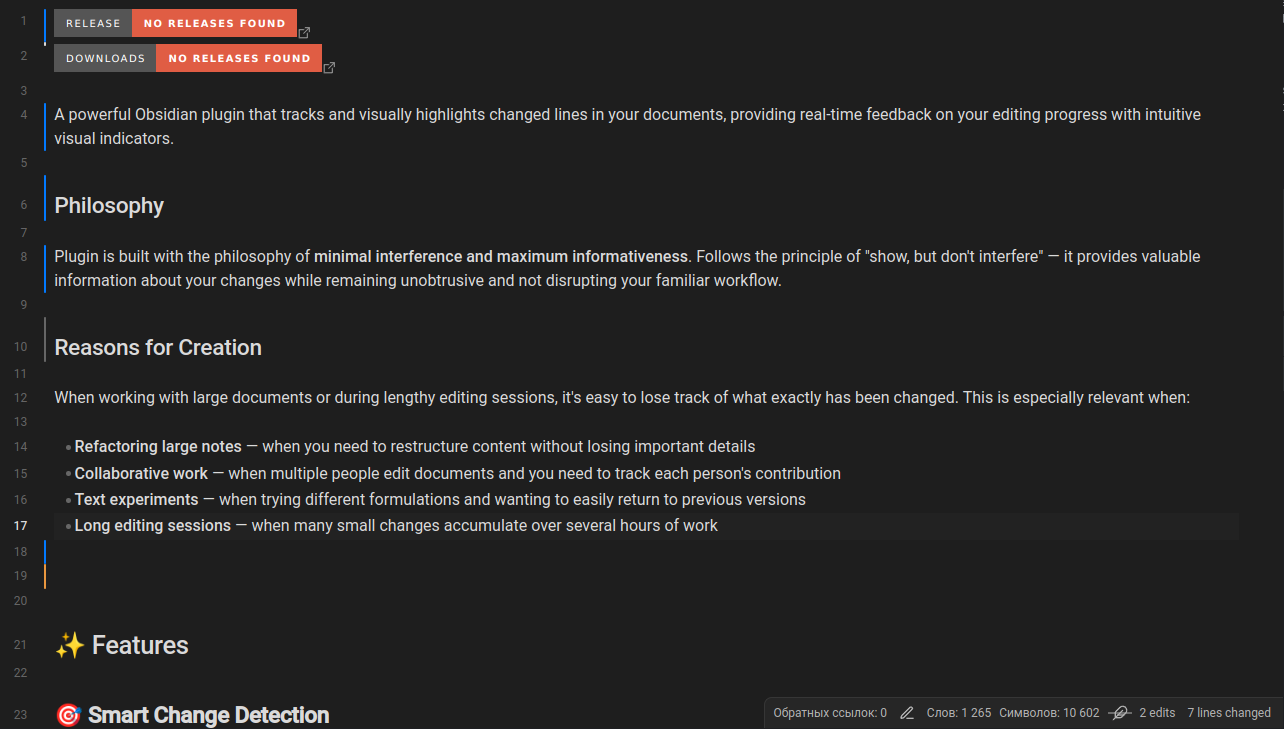 1 RELEASE NO RELEASES FOUND
2 DOWNLOADS NO RELEASES FOUND
3
4 A powerful Obsidian plugin that tracks and visually highlights changed lines in your documents, providing real-time feedback on your editing progress with intuitive
visual indicators.
5
6 Philosophy
7
8 Plugin is built with the philosophy of minimal interference and maximum informativeness. Follows the principle of "show, but don't interfere" — it provides valuable
information about your changes while remaining unobtrusive and not disrupting your familiar workflow.
9
10 Reasons for Creation
11
12 When working with large documents or during lengthy editing sessions, it's easy to lose track of what exactly has been changed. This is especially relevant when:
13
14 • Refactoring large notes — when you need to restructure content without losing important details
15 • Collaborative work — when multiple people edit documents and you need to track each person's contribution
16 • Text experiments — when trying different formulations and wanting to easily return to previous versions
17 • Long editing sessions — when many small changes accumulate over several hours of work
18
19
20
21 ✨ Features
22
23 🎯 Smart Change Detection
Обратных ссылок: 0 Слов: 1 265 Символов: 10 602 2 edits 7 lines changed